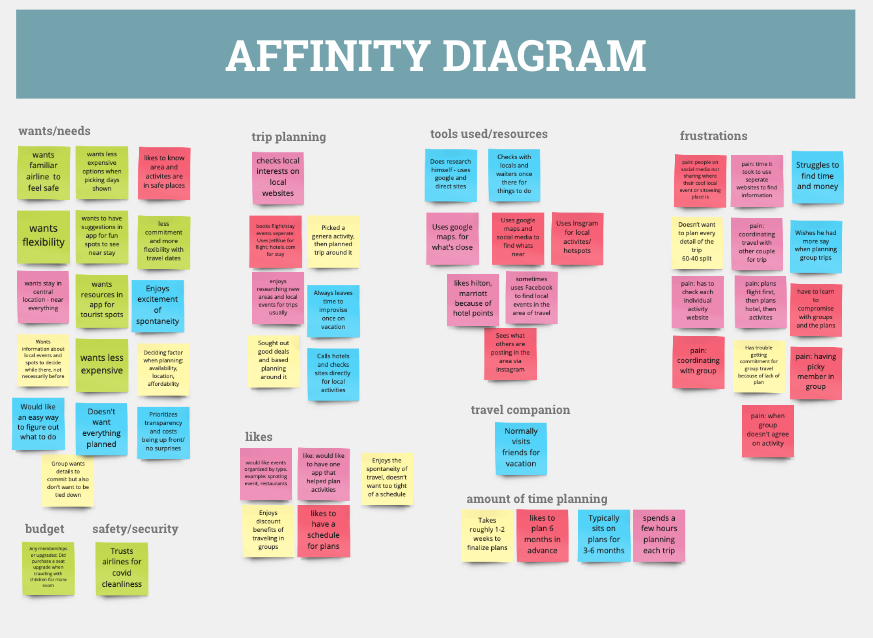 AFFINITY DIAGRAM
wants/needs
wants
familiar
airline to
feel safe
wants less
expensive
options when
picking days
shown
likes to know
area and
activites are
in safe places
wants
flexibility
wants to have
suggestions in
app for fun
spots to see
near stay
less
commitment
and more
flexibility with
travel dates
wants stay in
central
location - near
everything
wants
resources in
app for
tourist spots
Enjoys
excitement
of
spontaneity
Wants
information about
local events and
spots to decide
while there, not
necessarily before
wants less
expensive
Deciding factor
when planning:
availability,
location,
affordability
Would like
an easy way
to figure out
what to do
Doesn't
want
everything
planned
Prioritizes
transparency
and costs
being up front/
no surprises
Group wants
details to
commit but also
don't want to be
tied down
budget
Any memberships
or upgrades: Did
purchase a seat
upgrade when
traveling with
children for more
room
safety/security
Trusts
airlines for
covid
cleanliness
trip planning
checks local
interests on
local
websites
books flight/stay
events seperate
Uses JetBlue for
flight; hotels.com
for stay
Picked a
genera activity,
then planned
trip around it
enjoys
researching new
areas and local
events for trips
usually
Always leaves
time to
improvise
once on
vacation
Sought out
good deals
and based
planning
around it
Calls hotels
and checks
sites directly
for local
activities
likes
would like events
organized by type.
example: sproting
event, restaurants
like: would like
to have one
app that
helped plan
activities
Enjoys the
spontaneity of
travel, doesn't
want too tight
of a schedule
Enjoys
discount
benefits of
traveling in
groups
likes to
have a
schedule
for plans
tools used/resources
Does research
himself - uses
google and
direct sites
Checks with
locals and
waiters once
there for
things to do
Uses google
maps. for
what's close
Uses google
maps and
social media to
find whats
near
Uses Insgram
for local
activites/
hotspots
likes hilton,
marriott
because of
hotel points
sometimes
uses Facebook
to find local
events in the
area of travel
Sees what
others are
posting in the
area via
Instagram
travel companion
Normally
visits
friends for
vacation
amount of time planning
Takes
roughly 1-2
weeks to
finalize plans
likes to
plan 6
months in
advance
Typically
sits on
plans for
3-6 months
spends a
few hours
planning
each trip
frustrations
pain: people on
social media not
sharing where
their cool local
event or sitseeing
place is
pain: time it
took to use
seperate
websites to find
information
Struggles to
find time
and money
Doesn't want
to plan every
detail of the
trip
60-40 split
pain:
coordinating
travel with
other couple
for trip
Wishes he had
more say
when planning
group trips
pain: has to
check each
individual
activity
website
pain: plans
flight first,
then plans
hotel, then
activites
have to learn
to
compromise
with groups
and the plans
pain:
coordinating
with group
Has trouble
getting
commitment for
group travel
because of lack of
plan
pain: having
picky
member in
group
pain: when
group
doesn't agree
on activity